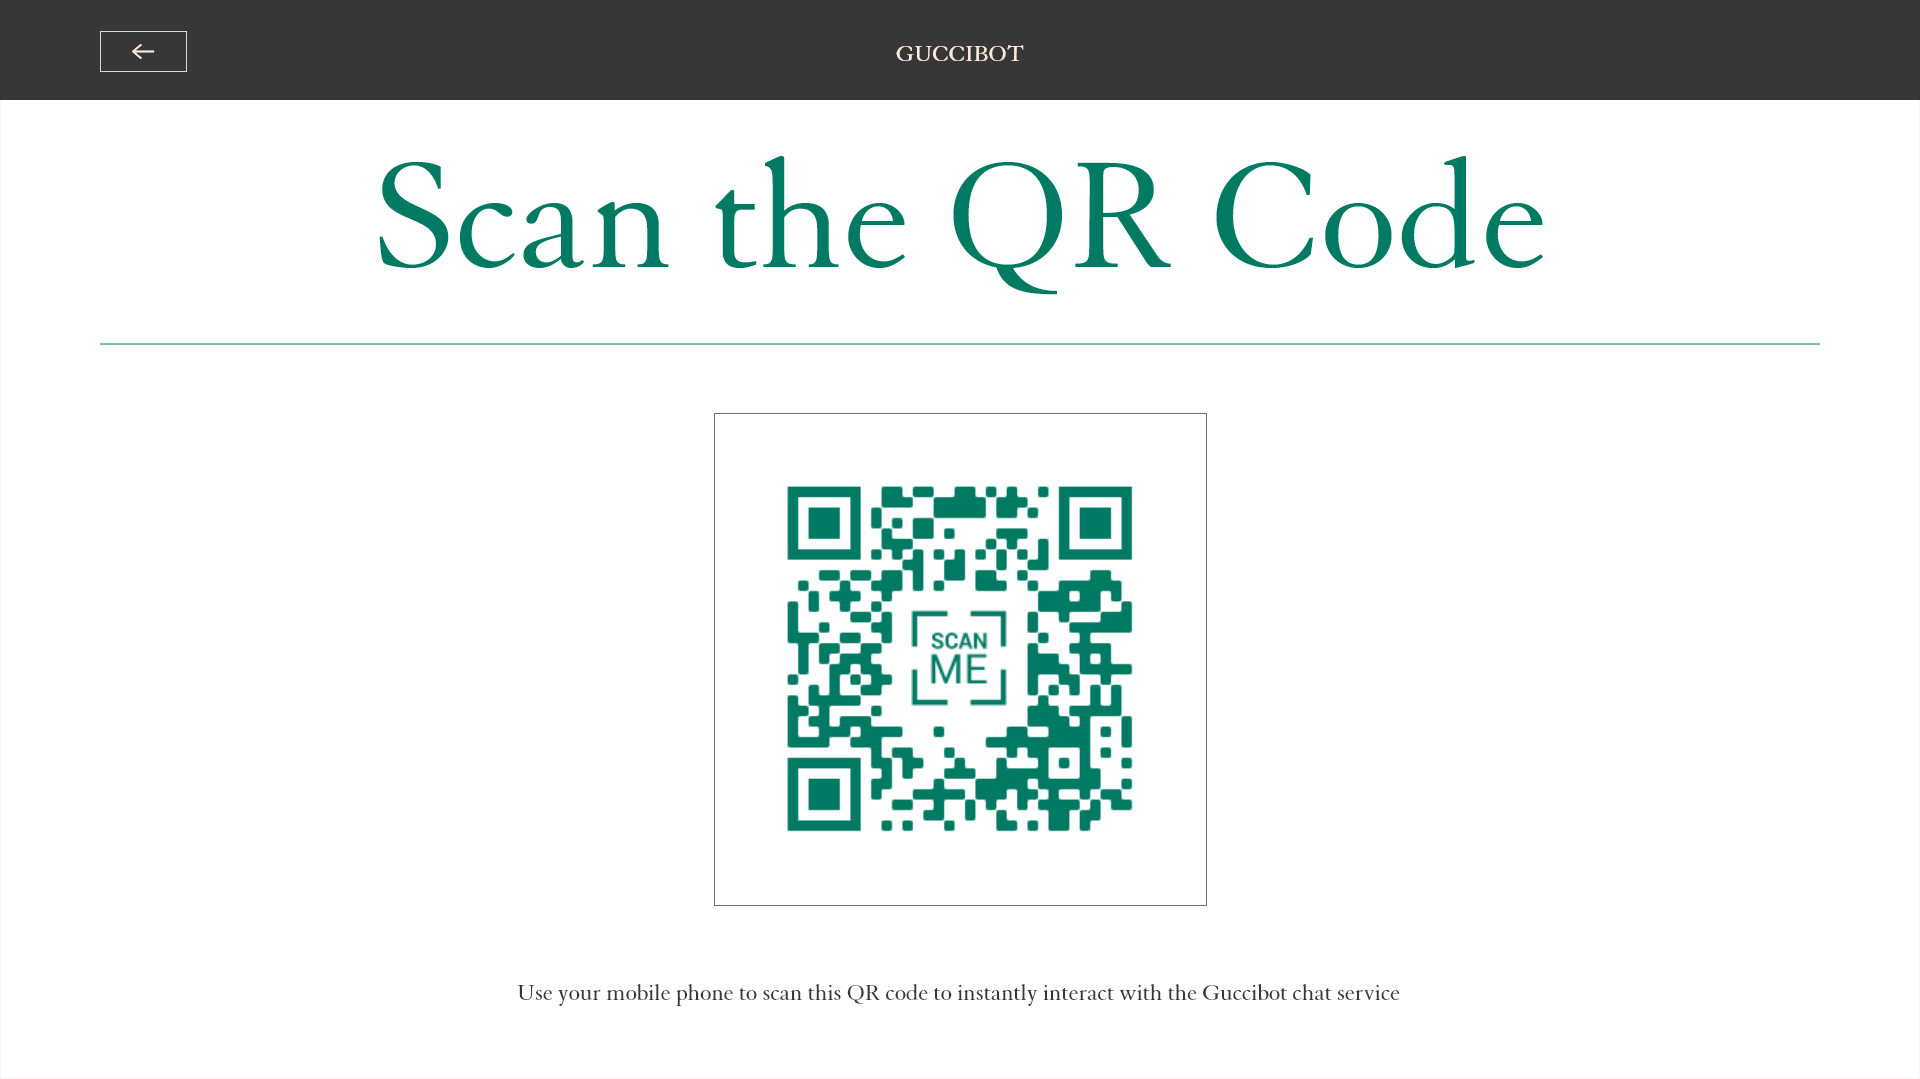 GUCCIBOT
Scan the QR Code
SCAN
ME
Use your mobile phone to scan this QR code to instantly interact with the Guccibot chat service